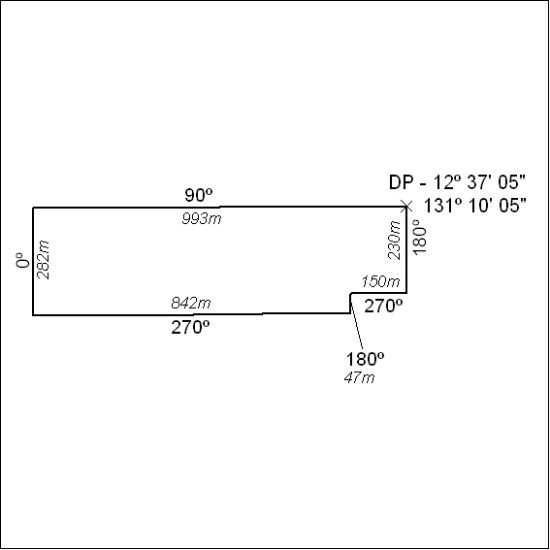 DP - 12º 37' 05"
90º
131º 10' 05"
993m
230m
180º
0º
282m
150m
842m
270º
270º
180º
47m